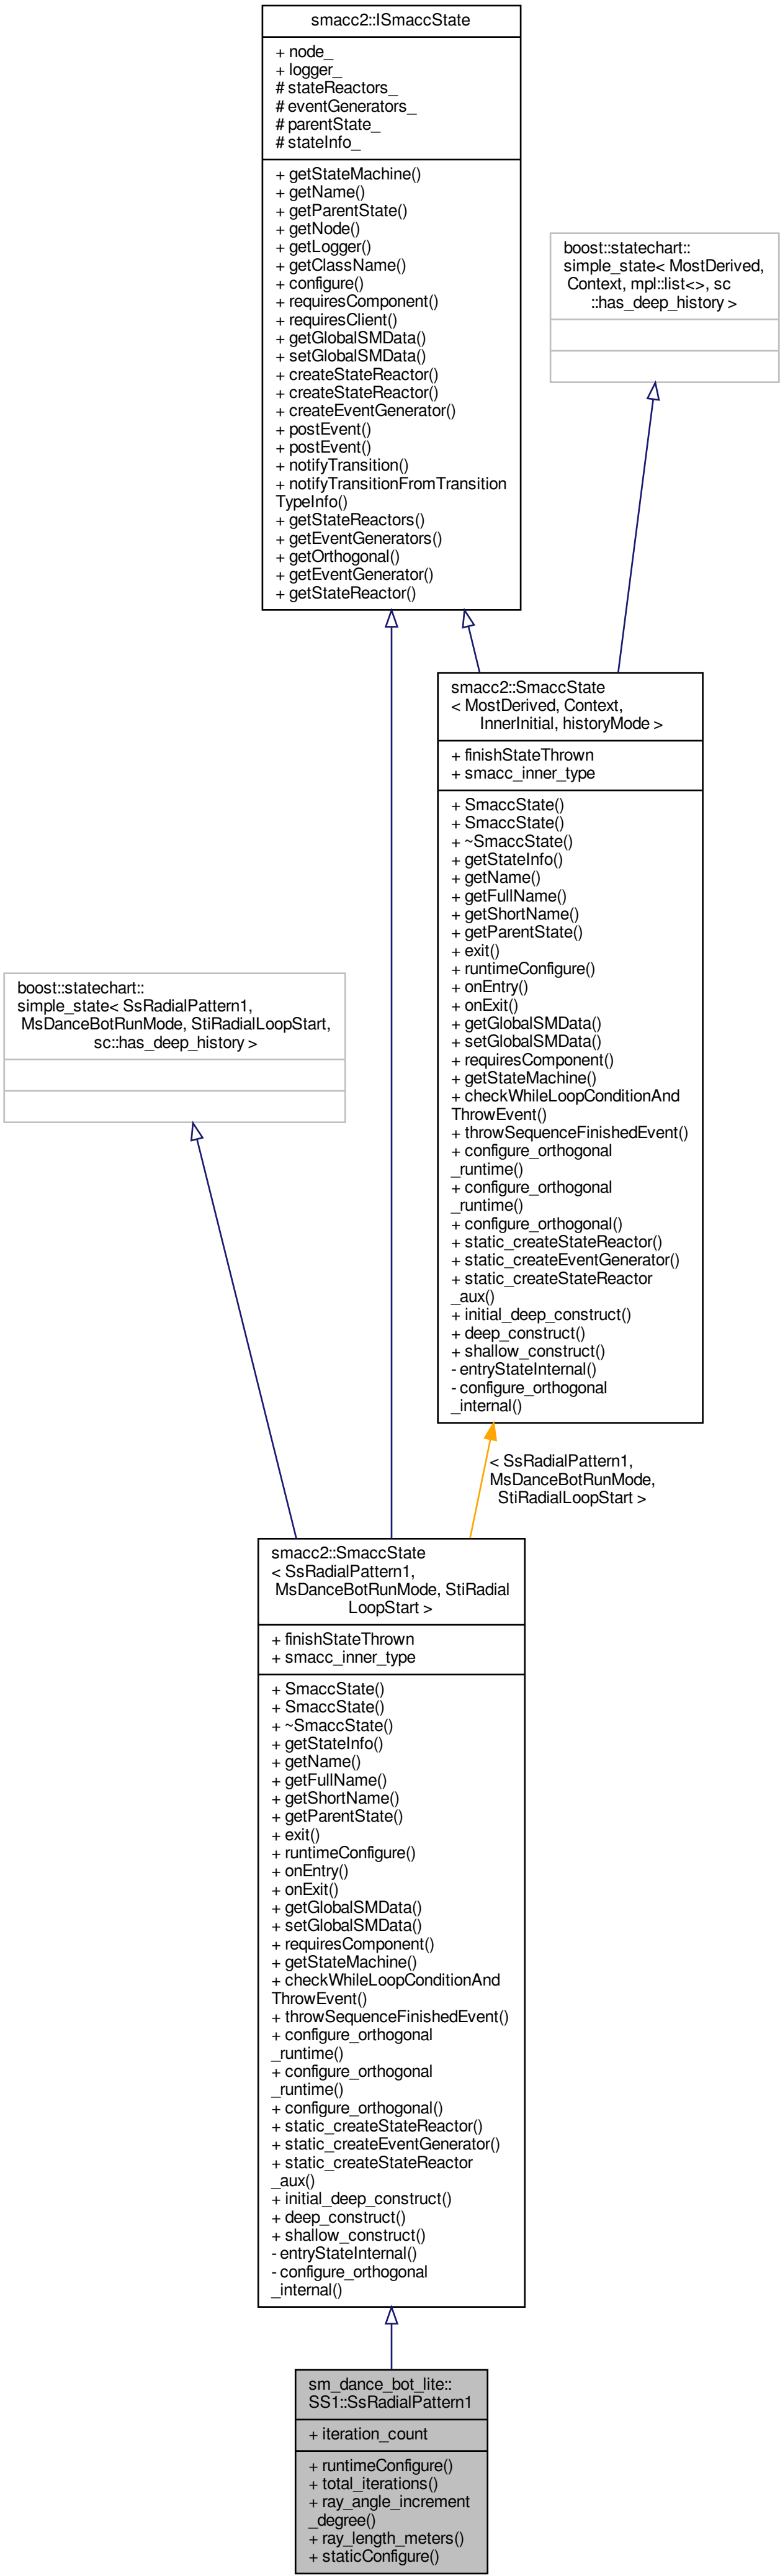 smacc2::ISmaccState
+ node_
+ logger_
# stateReactors_
# eventGenerators_
# parentState_
# stateInfo_
+ getStateMachine()
+ getName()
+ getParentState()
+ getNode()
+ getLogger()
+ getClassName()
+ configure()
+ requiresComponent()
+ requiresClient()
+ getGlobalSMData()
+ setGlobalSMData()
+ createStateReactor()
+ createStateReactor()
+ createEventGenerator()
+ postEvent()
+ postEvent()
+ notifyTransition()
+ notifyTransitionFromTransition
TypeInfo()
+ getStateReactors()
+ getEventGenerators()
+ getOrthogonal()
+ getEventGenerator()
+ getStateReactor()
boost::statechart::
simple_state< MostDerived,
Context, mpl::list<>, sc
::has_deep_history >
smacc2::SmaccState
< MostDerived, Context,
InnerInitial, historyMode >
+ finishStateThrown
+ smacc_inner_type
+ SmaccState()
+ SmaccState()
+ ~SmaccState()
+ getStateInfo()
+ getName()
+ getFullName()
+ getShortName()
+ getParentState()
+ exit()
+ runtimeConfigure()
+ onEntry()
+ onExit()
+ getGlobalSMData()
+ setGlobalSMData()
+ requiresComponent()
+ getStateMachine()
+ checkWhileLoopConditionAnd
ThrowEvent()
+ throwSequenceFinishedEvent()
+ configure_orthogonal
_runtime()
+ configure_orthogonal
_runtime()
+ configure_orthogonal()
+ static_createStateReactor()
+ static_createEventGenerator()
+ static_createStateReactor
_aux()
+ initial_deep_construct()
+ deep_construct()
+ shallow_construct()
- entryStateInternal()
- configure_orthogonal
_internal()
boost::statechart::
simple_state< SsRadialPattern1,
MsDanceBotRunMode, StiRadialLoopStart,
sc::has_deep_history >
< SsRadialPattern1,
MsDanceBotRunMode,
StiRadialLoopStart >
smacc2::SmaccState
< SsRadialPattern1,
MsDanceBotRunMode, StiRadial
LoopStart >
+ finishStateThrown
+ smacc_inner_type
+ SmaccState()
+ SmaccState()
+ ~SmaccState()
+ getStateInfo()
+ getName()
+ getFullName()
+ getShortName()
+ getParentState()
+ exit()
+ runtimeConfigure()
+ onEntry()
+ onExit()
+ getGlobalSMData()
+ setGlobalSMData()
+ requiresComponent()
+ getStateMachine()
+ checkWhileLoopConditionAnd
ThrowEvent()
+ throwSequenceFinishedEvent()
+ configure_orthogonal
_runtime()
+ configure_orthogonal
_runtime()
+ configure_orthogonal()
+ static_createStateReactor()
+ static_createEventGenerator()
+ static_createStateReactor
_aux()
+ initial_deep_construct()
+ deep_construct()
+ shallow_construct()
- entryStateInternal()
- configure_orthogonal
_internal()
sm_dance_bot_lite::
SS1::SsRadialPattern1
+ iteration_count
+ runtimeConfigure()
+ total_iterations()
+ ray_angle_increment
_degree()
+ ray_length_meters()
+ staticConfigure()